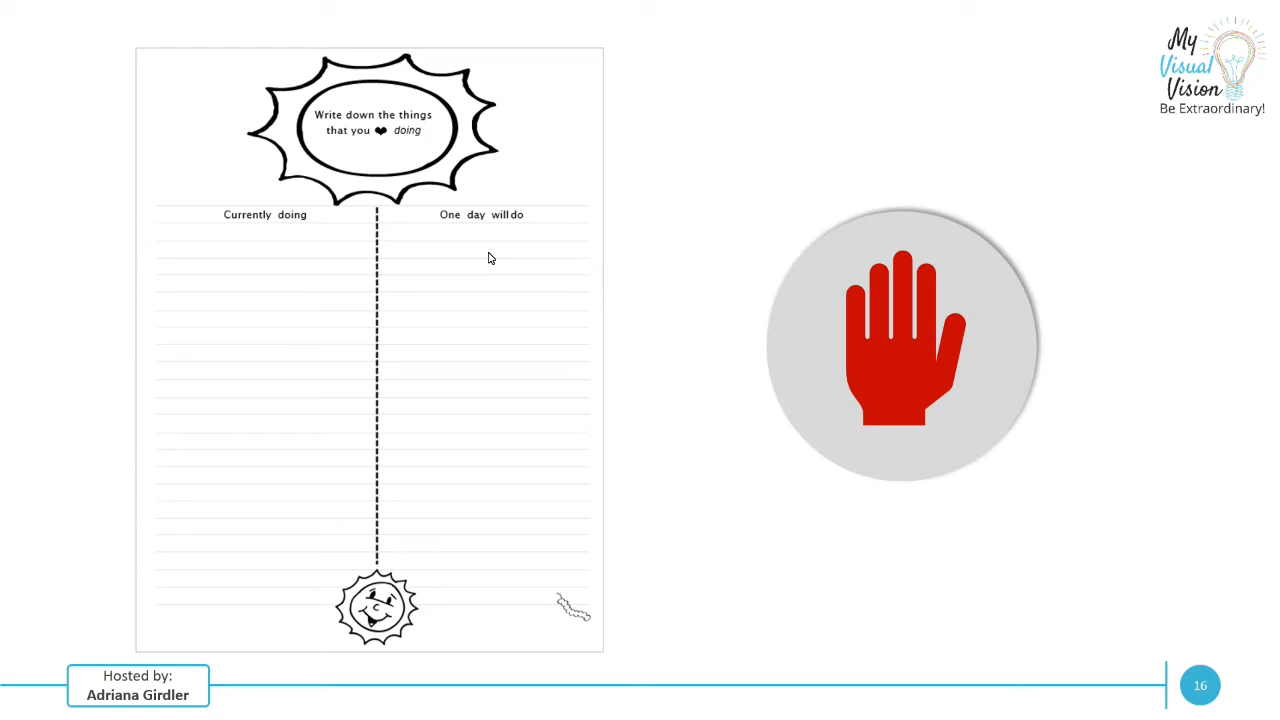 My
Visual
Vision
Be Extraordinary!
Write down the things
that you ❤ doing
Currently doing
One day will do
Hosted by:
Adriana Girdler
16